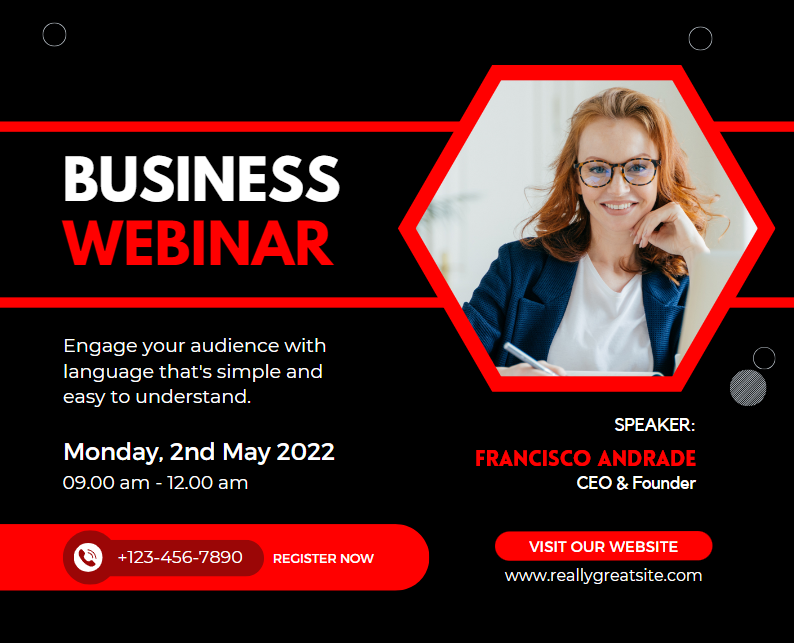 BUSINESS
WEBINAR
Engage your audience with
language that's simple and
easy to understand.
Monday, 2nd May 2022
09.00 am - 12.00 am
+123-456-7890
REGISTER NOW
SPEAKER:
FRANCISCO ANDRADE
CEO & Founder
VISIT OUR WEBSITE
www.reallygreatsite.com